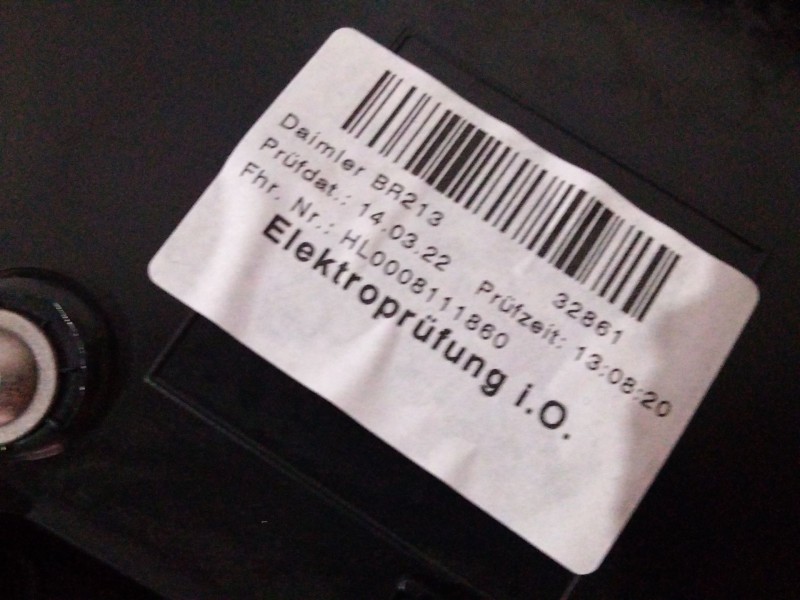 Daimler BR213 32861
Prüfdat.: 14.03.22 Prüfzeit: 13:08:20
Fhr. Nr.: HL0008111860
Elektroprüfung i.O.